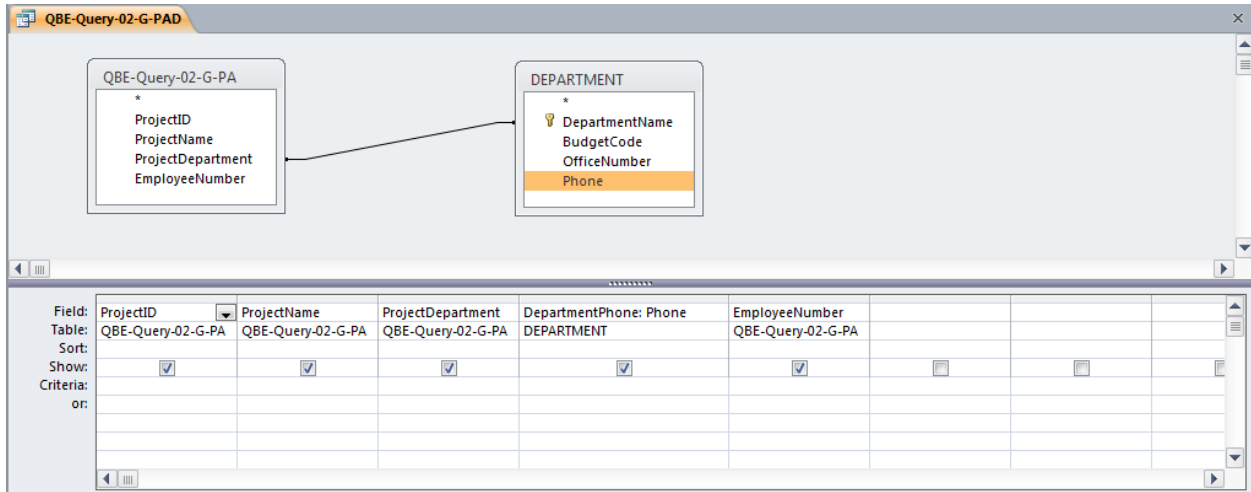 QBE-Query-02-G-PAD
QBE-Query-02-G-PA
*
ProjectID
ProjectName
ProjectDepartment
EmployeeNumber
DEPARTMENT
*
DepartmentName
BudgetCode
OfficeNumber
Phone
Field: ProjectID ProjectName ProjectDepartment DepartmentPhone: Phone EmployeeNumber
Table: QBE-Query-02-G-PA QBE-Query-02-G-PA QBE-Query-02-G-PA DEPARTMENT QBE-Query-02-G-PA
Sort:
Show:
Criteria:
or: